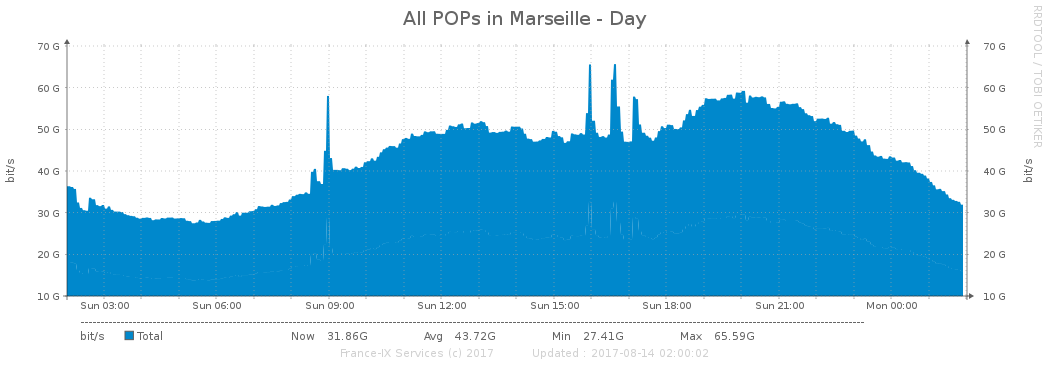 All POPs in Marseille - Day
RRDTOOL / TOBI OETIKER
70 G 70 G
60 G 60 G
50 G 50 G
40 G 40 G
30 G 30 G
20 G 20 G
10 G 10 G
bit/s bit/s
Sun 03:00 Sun 06:00 Sun 09:00 Sun 12:00 Sun 15:00 Sun 18:00 Sun 21:00 Mon 00:00
bit/s Total Now 31.86G Avg 43.72G Min 27.41G Max 65.59G
France-IX Services (c) 2017 Updated : 2017-08-14 02:00:02